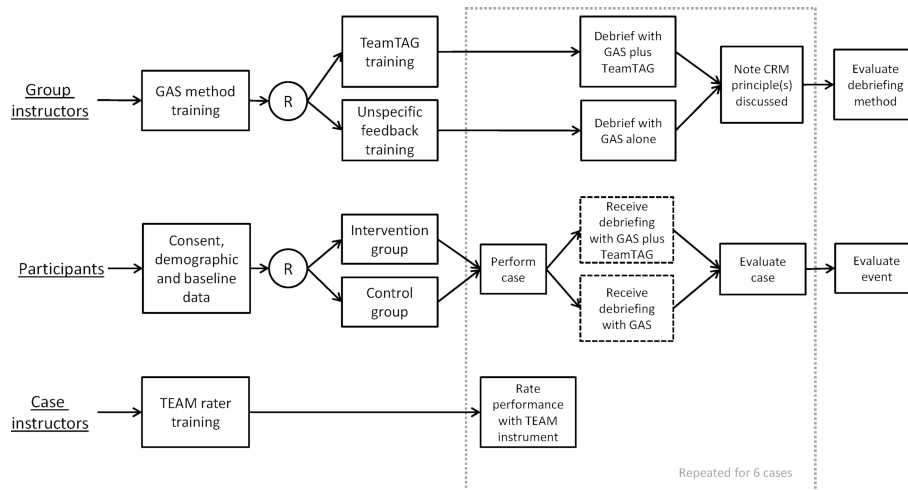 Group
instructors
GAS method
training
R
TeamTAG
training
Unspecific
feedback
training
Debrief with
GAS plus
TeamTAG
Debrief with
GAS alone
Note CRM
principle(s)
discussed
Evaluate
debriefing
method
Participants
Consent,
demographic
and baseline
data
R
Intervention
group
Control
group
Perform
case
Receive
debriefing
with GAS plus
TeamTAG
Receive
debriefing
with GAS
Evaluate case
Evaluate
event
Case
instructors
TEAM rater
training
Rate
performance
with TEAM
instrument
Repeated for 6 cases